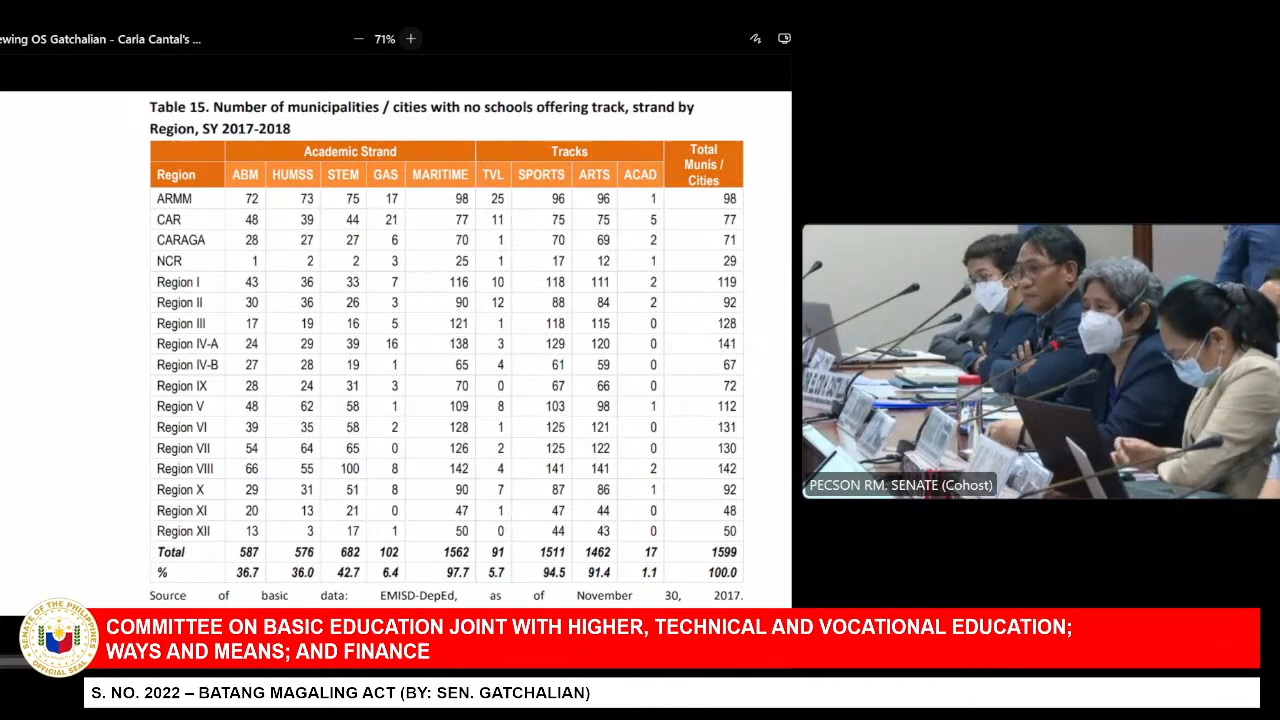 ewing OS Gatchalian - Carla Cantal's ...
71%
Table 15. Number of municipalities / cities with no schools offering track, strand by
Region, SY 2017-2018
Academic Strand Tracks Total Munis / Cities
Region ABM HUMSS STEM GAS MARITIME TVL SPORTS ARTS ACAD
ARMM 72 73 75 17 98 25 96 96 1 98
CAR 48 39 44 21 77 11 75 75 5 77
CARAGA 28 27 27 6 70 1 70 69 2 71
NCR 1 2 2 3 25 1 17 12 1 29
Region I 43 36 33 7 116 10 118 111 2 119
Region II 30 36 26 3 90 12 88 84 2 92
Region III 17 19 16 5 121 1 118 115 0 128
Region IV-A 24 29 39 16 138 3 129 120 0 141
Region IV-B 27 28 19 1 65 4 61 59 0 67
Region IX 28 24 31 3 70 0 67 66 0 72
Region V 48 62 58 1 109 8 103 98 1 112
Region VI 39 35 58 2 128 1 125 121 0 131
Region VII 54 64 65 0 126 2 125 122 0 130
Region VIII 66 55 100 8 142 4 141 141 2 142
Region X 29 31 51 8 90 7 87 86 1 92
Region XI 20 13 21 0 47 1 47 44 0 48
Region XII 13 3 17 1 50 0 44 43 0 50
Total 587 576 682 102 1562 91 1511 1462 17 1599
% 36.7 36.0 42.7 6.4 97.7 5.7 94.5 91.4 1.1 100.0
Source of basic data: EMISD-DepEd, as of November 30, 2017.
PECSON RM. SENATE (Cohost)
SENATE OF THE PHILIPPINES
OFFICIAL SEAL
COMMITTEE ON BASIC EDUCATION JOINT WITH HIGHER, TECHNICAL AND VOCATIONAL EDUCATION;
WAYS AND MEANS; AND FINANCE
S. NO. 2022 – BATANG MAGALING ACT (BY: SEN. GATCHALIAN)